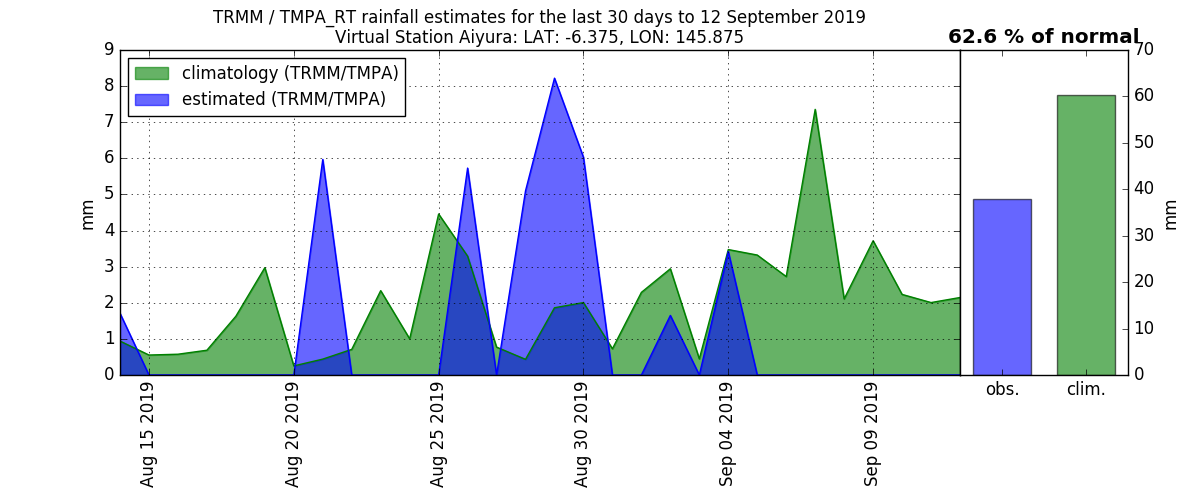 TRMM / TMPA_RT rainfall estimates for the last 30 days to 12 September 2019
Virtual Station Aiyura: LAT: -6.375, LON: 145.875
62.6 % of normal
climatology (TRMM/TMPA)
estimated (TRMM/TMPA)
9
8
7
6
5
4
3
2
1
0
mm
Aug 15 2019
Aug 20 2019
Aug 25 2019
Aug 30 2019
Sep 04 2019
Sep 09 2019
70
60
50
40
30
20
10
0
mm
obs.
clim.